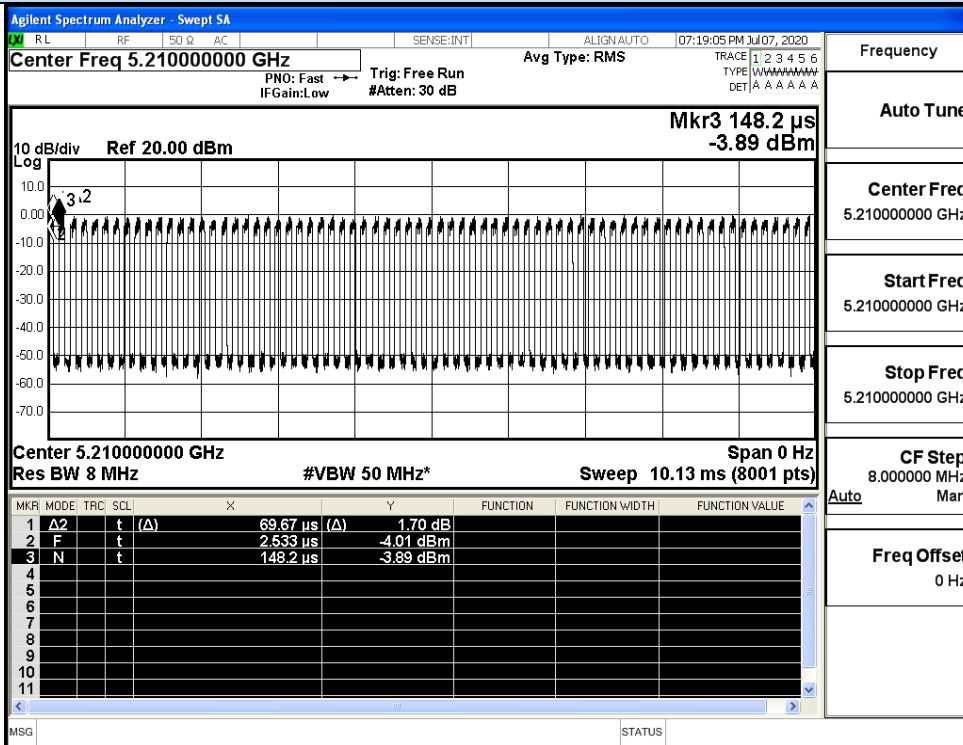 Agilent Spectrum Analyzer - Swept SA
LXI RL RF 50 Ω AC SENSE:INT ALIGN AUTO 07:19:05 PM Jul 07, 2020
Center Freq 5.210000000 GHz Avg Type: RMS TRACE 1 2 3 4 5 6
PNO: Fast Trig: Free Run TYPE WWWWWW
IFGain:Low #Atten: 30 dB DET A A A A A A
Mkr3 148.2 µs
10 dB/div Ref 20.00 dBm -3.89 dBm
Log
10.0
3 2
0.00
2
-10.0
-20.0
-30.0
-40.0
-50.0
-60.0
-70.0
Center 5.210000000 GHz Span 0 Hz
Res BW 8 MHz #VBW 50 MHz* Sweep 10.13 ms (8001 pts)
MKR MODE TRC SCL X Y FUNCTION FUNCTION WIDTH FUNCTION VALUE
1 Δ2 t (Δ) 69.67 µs (Δ) 1.70 dB
2 F t 2.533 µs -4.01 dBm
3 N t 148.2 µs -3.89 dBm
4
5
6
7
8
9
10
11
MSG STATUS
Frequency
Auto Tune
Center Freq
5.210000000 GHz
Start Freq
5.210000000 GHz
Stop Freq
5.210000000 GHz
CF Step
8.000000 MHz
Auto Man
Freq Offset
0 Hz